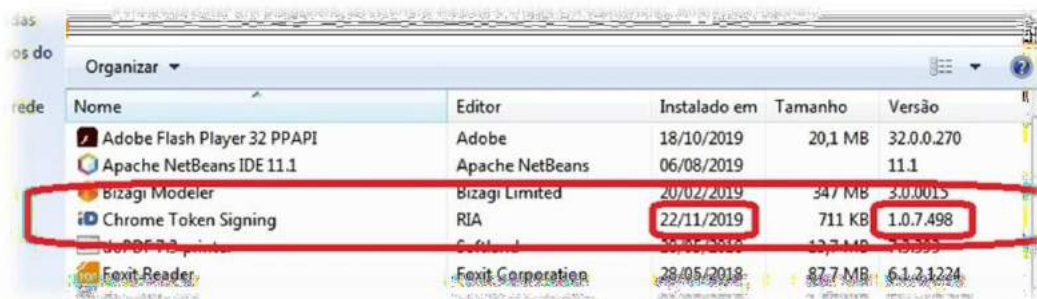 os do
Organizar
rede
Nome Editor Instalado em Tamanho Versão
Adobe Flash Player 32 PPAPI Adobe 18/10/2019 20,1 MB 32.0.0.270
Apache NetBeans IDE 11.1 Apache NetBeans 06/08/2019 11.1
Bizagi Modeler Bizagi Limited 20/02/2019 347 MB 3.0.0015
iD Chrome Token Signing RIA 22/11/2019 711 KB 1.0.7.498
Foxit Reader Foxit Corporation 28/05/2018 87,7 MB 6.1.2.1224